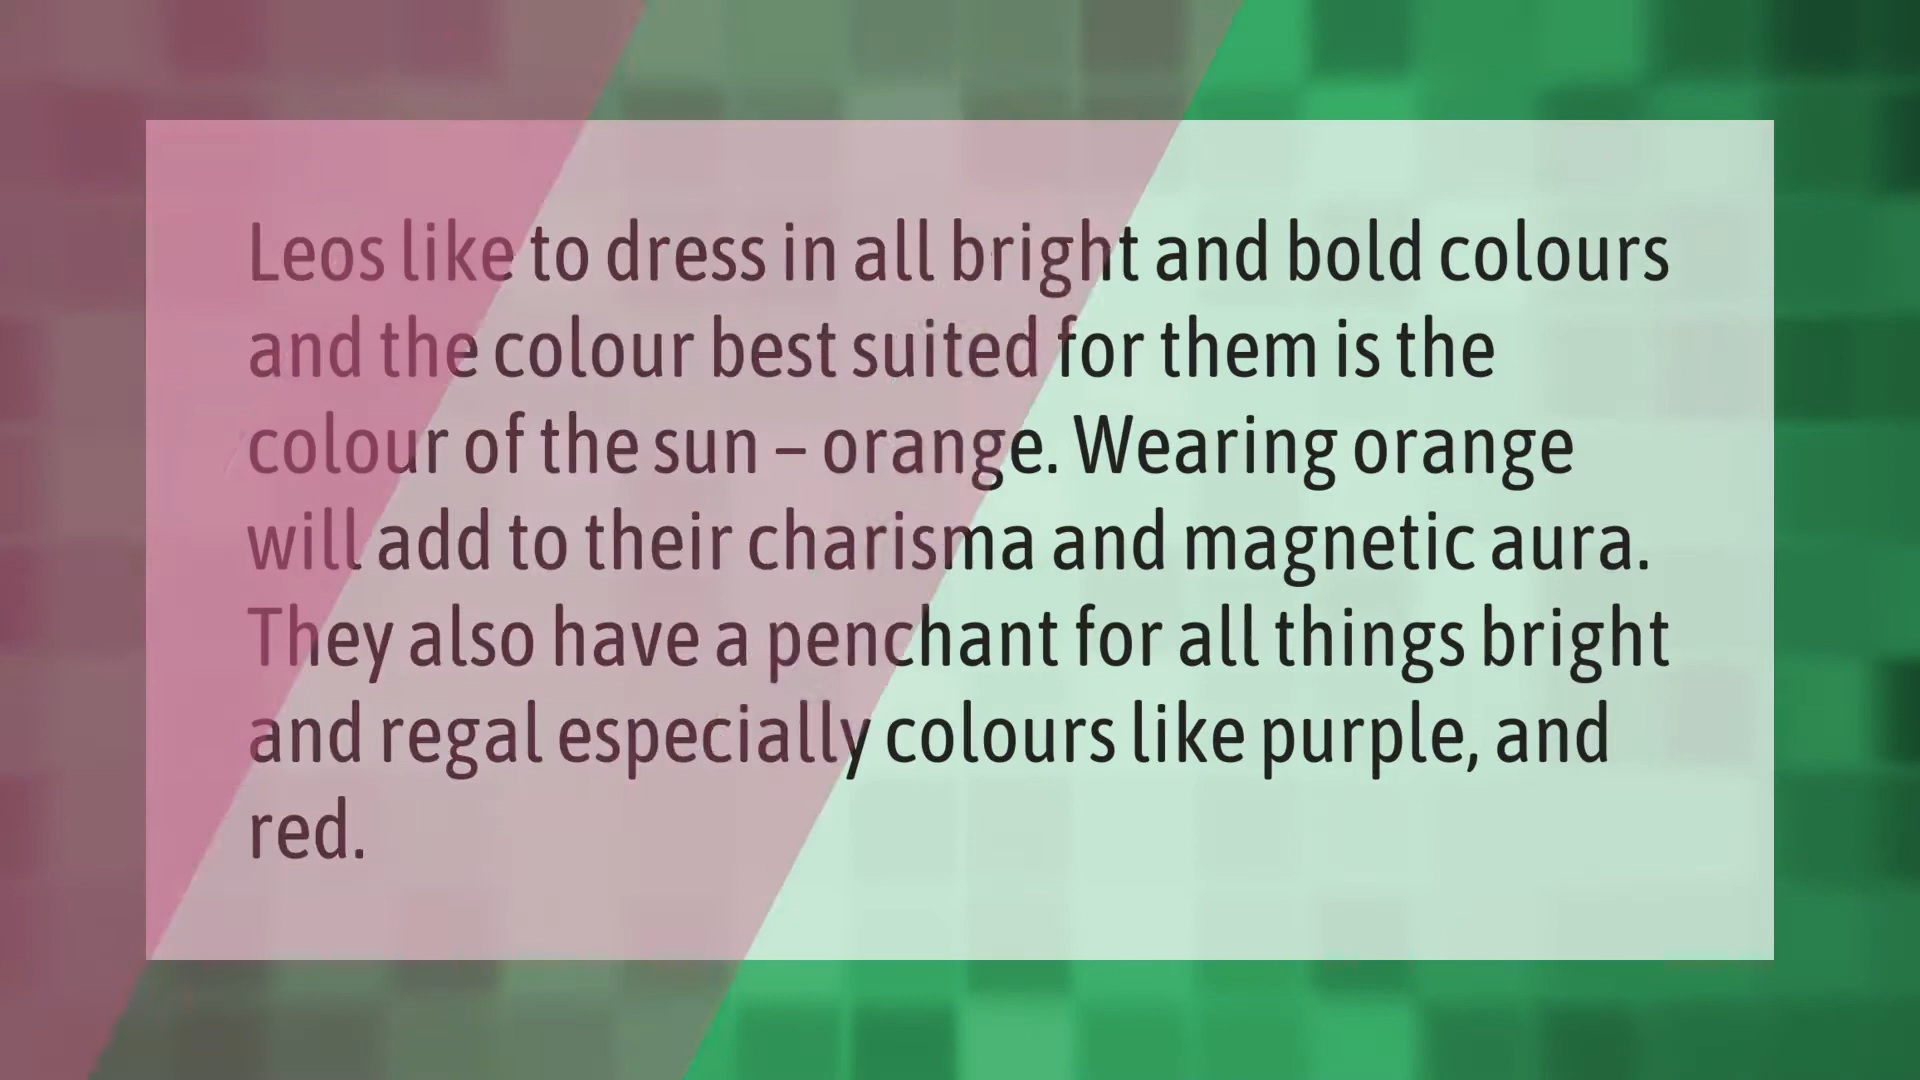 Leos like to dress in all bright and bold colours
and the colour best suited for them is the
colour of the sun – orange. Wearing orange
will add to their charisma and magnetic aura.
They also have a penchant for all things bright
and regal especially colours like purple, and
red.